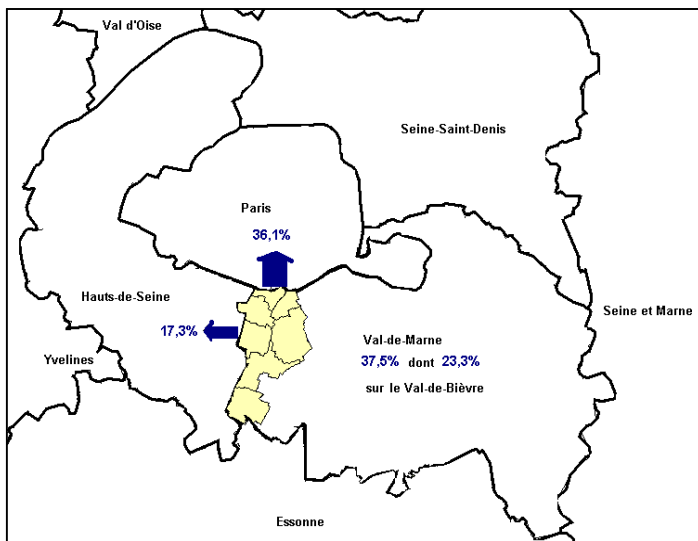 Val d'Oise
Seine-Saint-Denis
Paris
36,1%
Hauts-de-Seine
Seine et Marne
17,3%
Val-de-Marne
Yvelines
37,5% dont 23,3%
sur le Val-de-Bièvre
Essonne